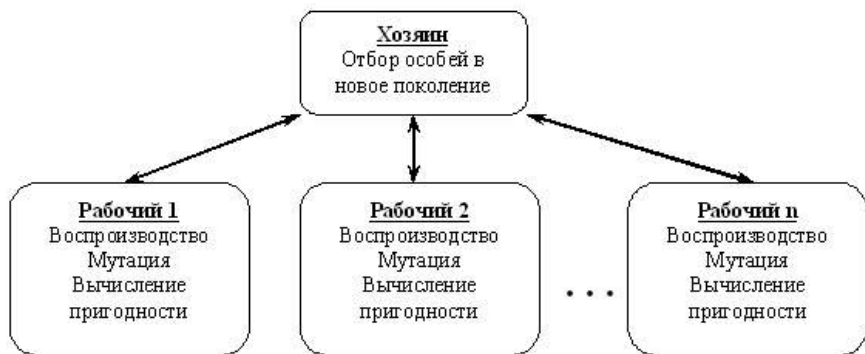 Хозяин
Отбор особей в
новое поколение
Рабочий 1
Воспроизводство
Мутация
Вычисление
пригодности
Рабочий 2
Воспроизводство
Мутация
Вычисление
пригодности
. . .
Рабочий n
Воспроизводство
Мутация
Вычисление
пригодности